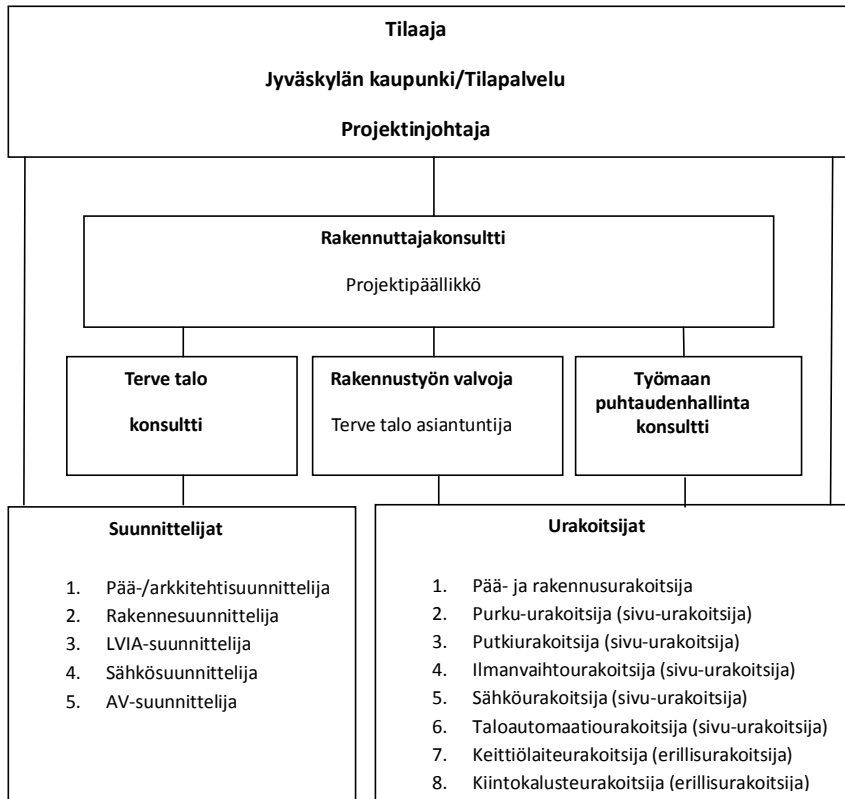 Tilaaja
Jyväskylän kaupunki/Tilapalvelu
Projektinjohtaja
Rakennuttajakonsultti
Projektipäällikkö
Terve talo
konsultti
Rakennustyön valvoja
Terve talo asiantuntija
Työmaan
puhtaudenhallinta
konsultti
Suunnittelijat
1. Pää-/arkkitehtisuunnittelija
2. Rakennesuunnittelija
3. LVIA-suunnittelija
4. Sähkösuunnittelija
5. AV-suunnittelija
Urakoitsijat
1. Pää- ja rakennusurakoitsija
2. Purku-urakoitsija (sivu-urakoitsija)
3. Putkiurakoitsija (sivu-urakoitsija)
4. Ilmanvaihtourakoitsija (sivu-urakoitsija)
5. Sähköurakoitsija (sivu-urakoitsija)
6. Taloautomaatiourakoitsija (sivu-urakoitsija)
7. Keittiölaiteurakoitsija (erillisurakoitsija)
8. Kiintokalusteurakoitsija (erillisurakoitsija)